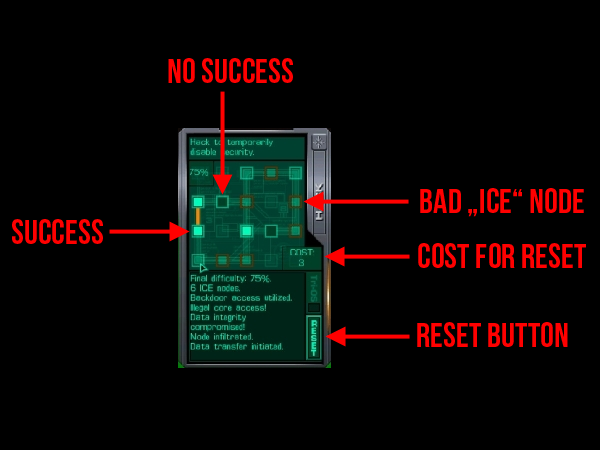 NO SUCCESS
Hack to temporarily
disable security.
75%
BAD „ICE“ NODE
SUCCESS
COST:
3
COST FOR RESET
Final difficulty: 75%.
6 ICE nodes.
Backdoor access utilized.
Illegal core access!
Data integrity
compromised!
Node infiltrated.
Data transfer initiated.
RESET
RESET BUTTON